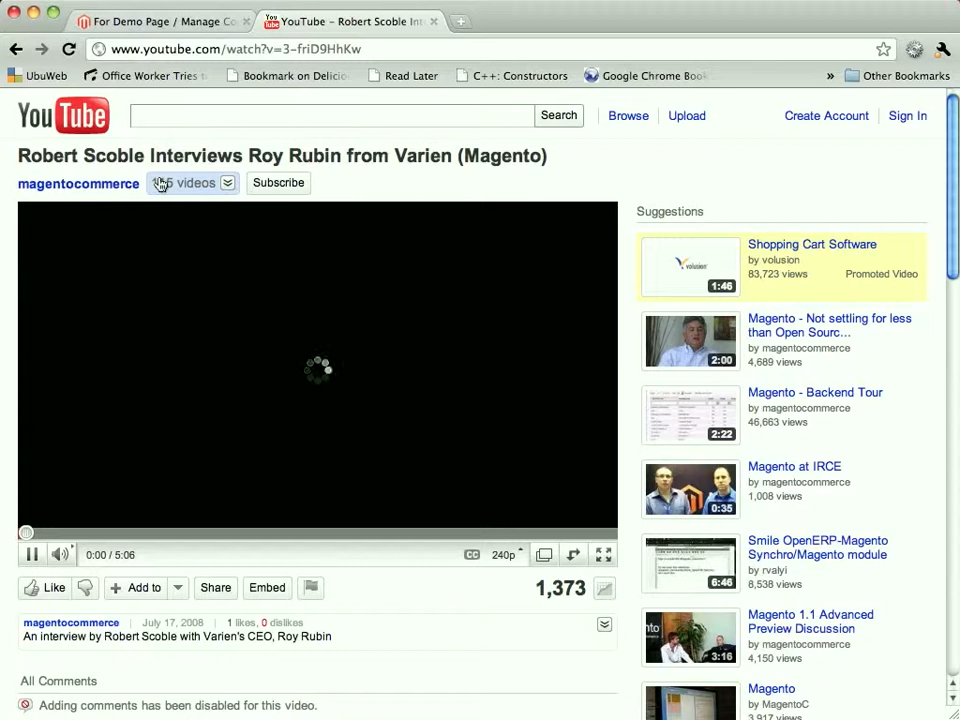 For Demo Page / Manage Co
YouTube - Robert Scoble Int
www.youtube.com/watch?v=3-friD9HhKw
UbuWeb
Office Worker Tries t
Bookmark on Delicio
Read Later
C++: Constructors
Google Chrome Boo
»
Other Bookmarks
YouTube
Search
Browse
Upload
Create Account
Sign In
Robert Scoble Interviews Roy Rubin from Varien (Magento)
magentocommerce
videos
Subscribe
Suggestions
volusion
1:46
Shopping Cart Software
by volusion
83,723 views
Promoted Video
2:00
Magento - Not settling for less
than Open Sourc...
by magentocommerce
4,689 views
2:22
Magento - Backend Tour
by magentocommerce
46,663 views
0:35
Magento at IRCE
by magentocommerce
1,008 views
6:46
Smile OpenERP-Magento
Synchro/Magento module
by rvalyi
8,538 views
3:16
Magento 1.1 Advanced
Preview Discussion
by magentocommerce
4,150 views
Magento
by MagentoC
3,917 views
0:00 / 5:06
CC
240p
Like
+ Add to
Share
Embed
1,373
magentocommerce | July 17, 2008 | 1 likes, 0 dislikes
An interview by Robert Scoble with Varien's CEO, Roy Rubin
All Comments
Adding comments has been disabled for this video.